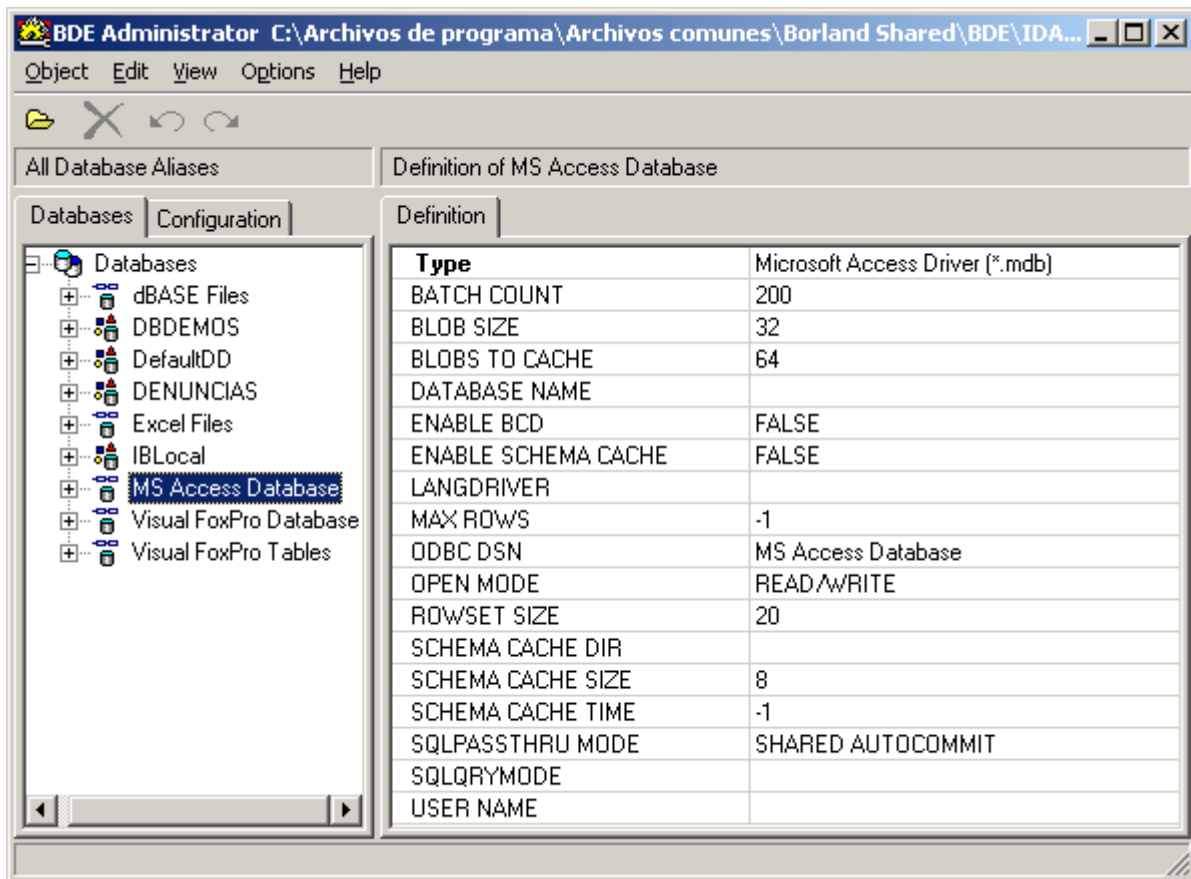 BDE Administrator C:\Archivos de programa\Archivos comunes\Borland Shared\BDE\IDA...
Object Edit View Options Help
All Database Aliases
Definition of MS Access Database
Databases Configuration
Definition
Databases
dBASE Files
DBDEMOS
DefaultDD
DENUNCIAS
Excel Files
IBLocal
MS Access Database
Visual FoxPro Database
Visual FoxPro Tables
Type Microsoft Access Driver (*.mdb)
BATCH COUNT 200
BLOB SIZE 32
BLOBS TO CACHE 64
DATABASE NAME
ENABLE BCD FALSE
ENABLE SCHEMA CACHE FALSE
LANGDRIVER
MAX ROWS -1
ODBC DSN MS Access Database
OPEN MODE READ/WRITE
ROWSET SIZE 20
SCHEMA CACHE DIR
SCHEMA CACHE SIZE 8
SCHEMA CACHE TIME -1
SQLPASSTHRU MODE SHARED AUTOCOMMIT
SQLQRYMODE
USER NAME